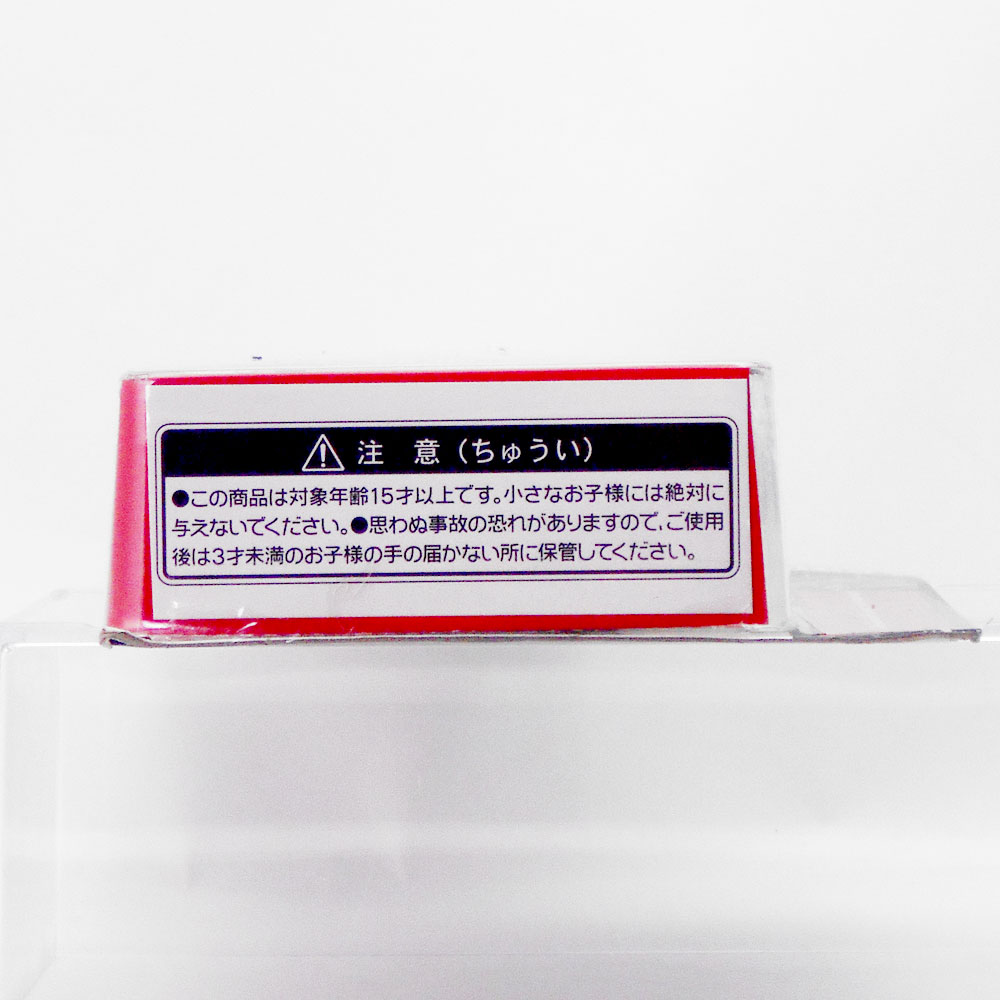 注 意(ちゅうい)
●この商品は対象年齢15才以上です。小さなお子様には絶対に
与えないでください。●思わぬ事故の恐れがありますので、ご使用
後は3才未満のお子様の手の届かない所に保管してください。